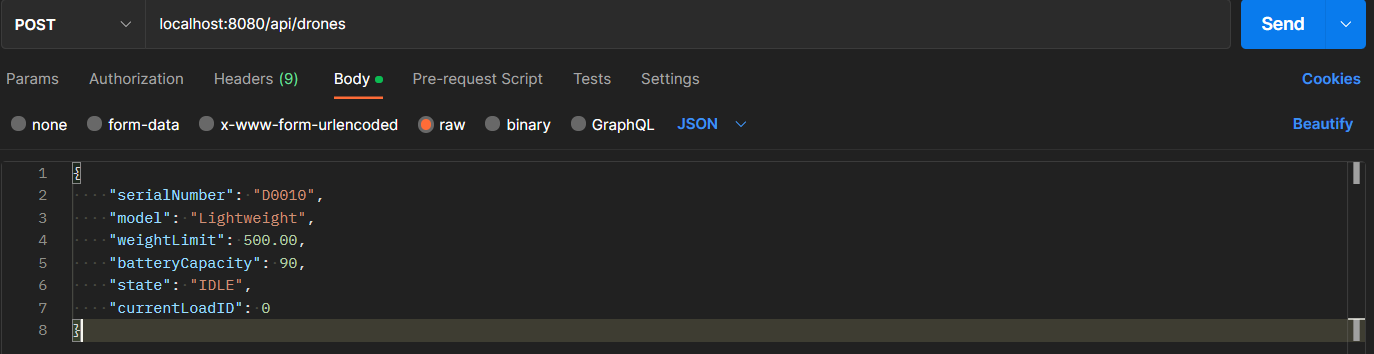 POST localhost:8080/api/drones Send
Params Authorization Headers (9) Body Pre-request Script Tests Settings Cookies
none form-data x-www-form-urlencoded raw binary GraphQL JSON Beautify
1 {
2 "serialNumber": "D0010",
3 "model": "Lightweight",
4 "weightLimit": 500.00,
5 "batteryCapacity": 90,
6 "state": "IDLE",
7 "currentLoadID": 0
8 }